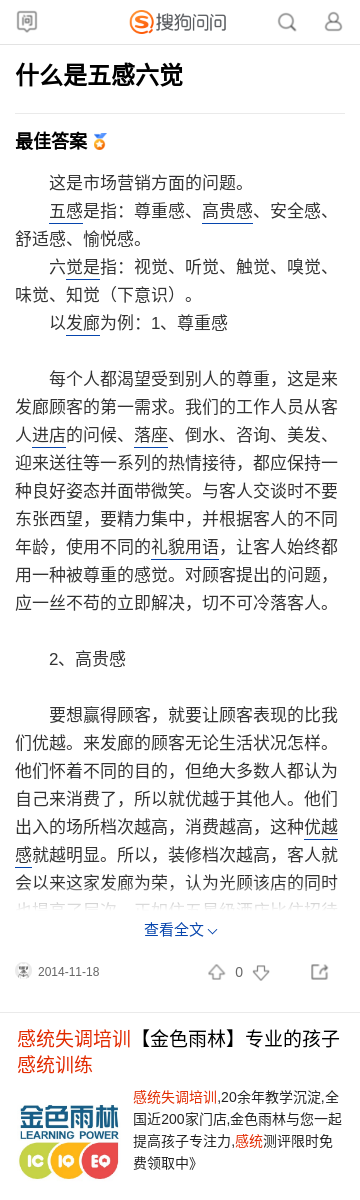 搜狗问问
什么是五感六觉
最佳答案
这是市场营销方面的问题。
五感是指：尊重感、高贵感、安全感、
舒适感、愉悦感。
六觉是指：视觉、听觉、触觉、嗅觉、
味觉、知觉（下意识）。
以发廊为例：1、尊重感
每个人都渴望受到别人的尊重，这是来
发廊顾客的第一需求。我们的工作人员从客
人进店的问候、落座、倒水、咨询、美发、
迎来送往等一系列的热情接待，都应保持一
种良好姿态并面带微笑。与客人交谈时不要
东张西望，要精力集中，并根据客人的不同
年龄，使用不同的礼貌用语，让客人始终都
用一种被尊重的感觉。对顾客提出的问题，
应一丝不苟的立即解决，切不可冷落客人。
2、高贵感
要想赢得顾客，就要让顾客表现的比我
们优越。来发廊的顾客无论生活状况怎样。
他们怀着不同的目的，但绝大多数人都认为
自己来消费了，所以就优越于其他人。他们
出入的场所档次越高，消费越高，这种优越
感就越明显。所以，装修档次越高，客人就
会以来这家发廊为荣，认为光顾该店的同时
查看全文
2014-11-18
0
感统失调培训【金色雨林】专业的孩子
感统训练
金色雨林
LEARNING POWER
IC IQ EQ
感统失调培训,20余年教学沉淀,全
国近200家门店,金色雨林与您一起
提高孩子专注力,感统测评限时免
费领取中》